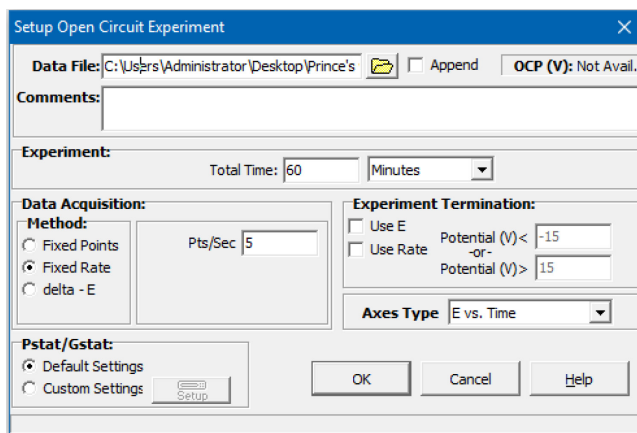 Setup Open Circuit Experiment
Data File: C:\Users\Administrator\Desktop\Prince's Append OCP (V): Not Avail.
Comments:
Experiment:
Total Time: 60 Minutes
Data Acquisition:
Method:
Fixed Points
Fixed Rate
delta - E
Pts/Sec 5
Experiment Termination:
Use E
Use Rate
Potential (V)< -15
-or-
Potential (V)> 15
Axes Type E vs. Time
Pstat/Gstat:
Default Settings
Custom Settings Setup
OK Cancel Help